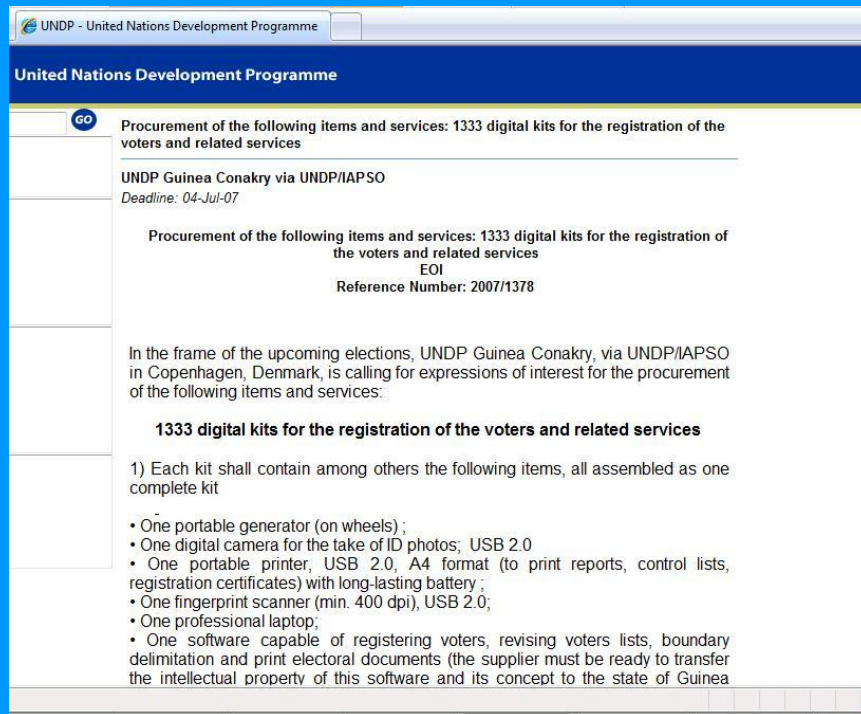 UNDP - United Nations Development Programme
United Nations Development Programme
GO
Procurement of the following items and services: 1333 digital kits for the registration of the
voters and related services
UNDP Guinea Conakry via UNDP/IAPSO
Deadline: 04-Jul-07
Procurement of the following items and services: 1333 digital kits for the registration of
the voters and related services
EOI
Reference Number: 2007/1378
In the frame of the upcoming elections, UNDP Guinea Conakry, via UNDP/IAPSO
in Copenhagen, Denmark, is calling for expressions of interest for the procurement
of the following items and services:
1333 digital kits for the registration of the voters and related services
1) Each kit shall contain among others the following items, all assembled as one
complete kit
-
• One portable generator (on wheels) ;
• One digital camera for the take of ID photos; USB 2.0
• One portable printer, USB 2.0, A4 format (to print reports, control lists,
registration certificates) with long-lasting battery ;
• One fingerprint scanner (min. 400 dpi), USB 2.0;
• One professional laptop;
• One software capable of registering voters, revising voters lists, boundary
delimitation and print electoral documents (the supplier must be ready to transfer
the intellectual property of this software and its concept to the state of Guinea